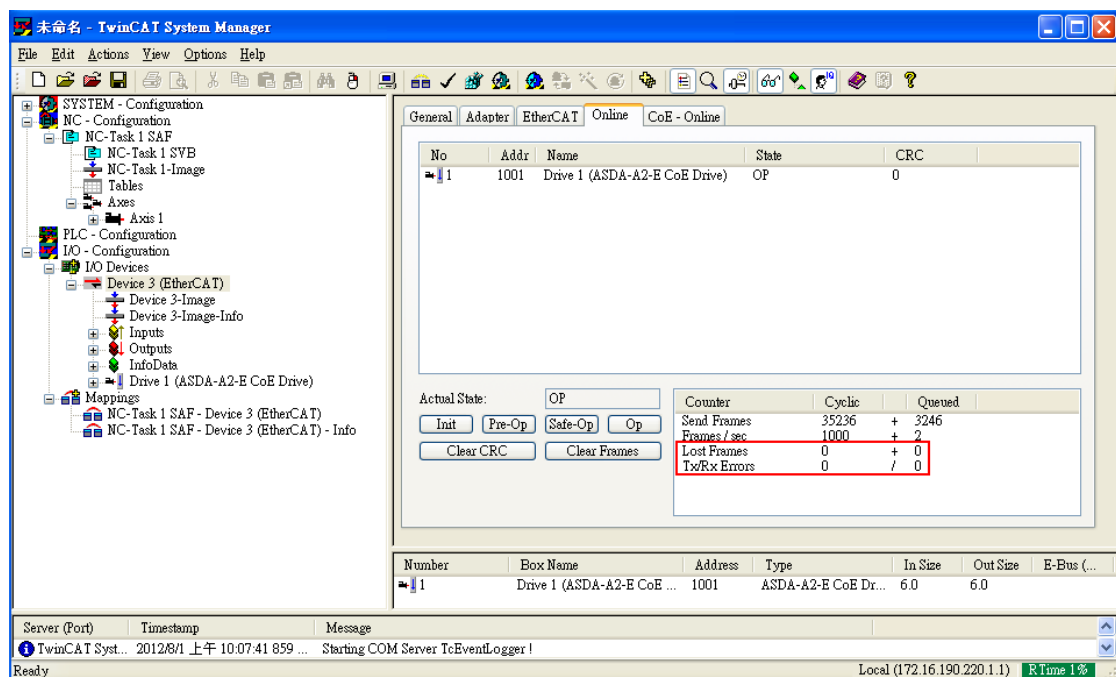 未命名 - TwinCAT System Manager
File Edit Actions View Options Help
SYSTEM - Configuration
NC - Configuration
NC-Task 1 SAF
NC-Task 1 SVB
NC-Task 1-Image
Tables
Axes
Axis 1
PLC - Configuration
I/O - Configuration
I/O Devices
Device 3 (EtherCAT)
Device 3-Image
Device 3-Image-Info
Inputs
Outputs
InfoData
Drive 1 (ASDA-A2-E CoE Drive)
Mappings
NC-Task 1 SAF - Device 3 (EtherCAT)
NC-Task 1 SAF - Device 3 (EtherCAT) - Info
General Adapter EtherCAT Online CoE - Online
No Addr Name State CRC
1 1001 Drive 1 (ASDA-A2-E CoE Drive) OP 0
Actual State: OP
Init Pre-Op Safe-Op Op
Clear CRC Clear Frames
Counter Cyclic Queued
Send Frames 35236 + 3246
Frames / sec 1000 + 2
Lost Frames 0 + 0
Tx/Rx Errors 0 / 0
Number Box Name Address Type In Size Out Size E-Bus (...
1 Drive 1 (ASDA-A2-E CoE ... 1001 ASDA-A2-E CoE Dr... 6.0 6.0
Server (Port) Timestamp Message
TwinCAT Syst... 2012/8/1 上午 10:07:41 859 ... Starting COM Server TcEventLogger !
Ready Local (172.16.190.220.1.1) RTime 1%